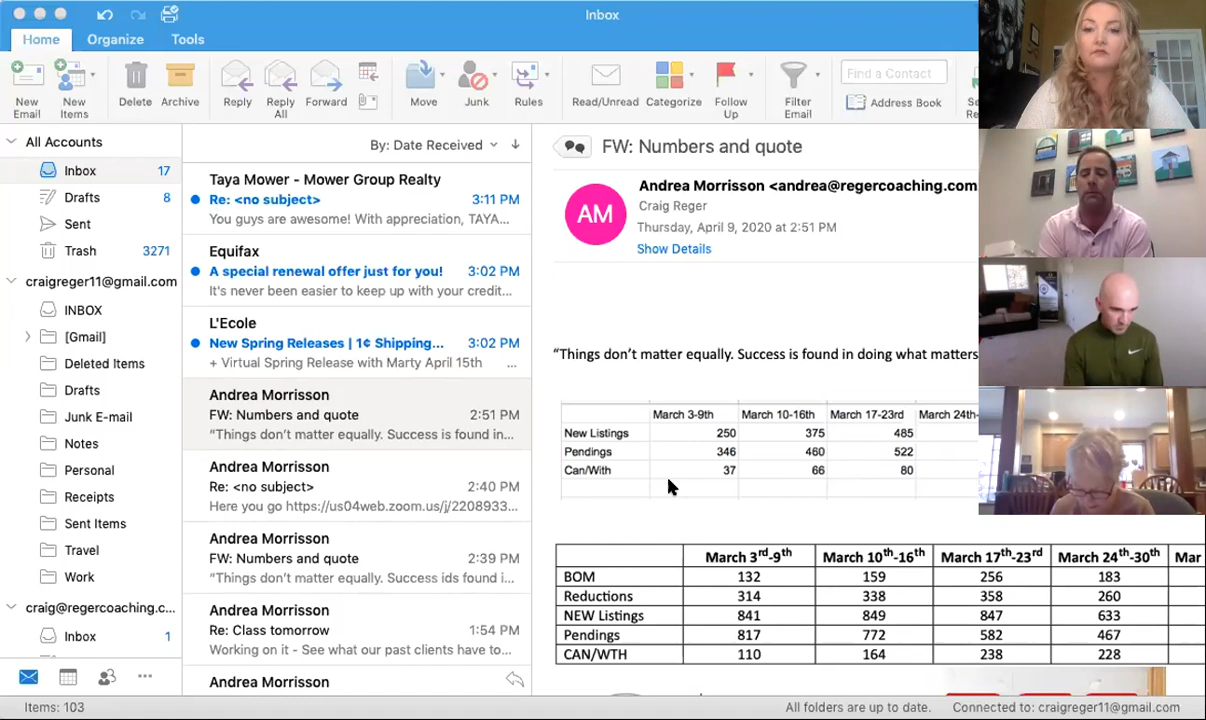 Inbox
Home Organize Tools
New Email
New Items
Delete
Archive
Reply
Reply All
Forward
Move
Junk
Rules
Read/Unread
Categorize
Follow Up
Filter Email
Find a Contact
Address Book
All Accounts
Inbox 17
Drafts 8
Sent
Trash 3271
craigreger11@gmail.com
INBOX
[Gmail]
Deleted Items
Drafts
Junk E-mail
Notes
Personal
Receipts
Sent Items
Travel
Work
craig@regercoaching.c...
Inbox 1
By: Date Received
Taya Mower - Mower Group Realty
Re: <no subject> 3:11 PM
You guys are awesome! With appreciation, TAYA...
Equifax
A special renewal offer just for you! 3:02 PM
It's never been easier to keep up with your credit...
L'Ecole
New Spring Releases | 1¢ Shipping... 3:02 PM
+ Virtual Spring Release with Marty April 15th ...
Andrea Morrisson
FW: Numbers and quote 2:51 PM
"Things don't matter equally. Success is found in...
Andrea Morrisson
Re: <no subject> 2:40 PM
Here you go https://us04web.zoom.us/j/2208933...
Andrea Morrisson
FW: Numbers and quote 2:39 PM
"Things don't matter equally. Success ids found i...
Andrea Morrisson
Re: Class tomorrow 1:54 PM
Working on it - See what our past clients have to...
Andrea Morrisson
FW: Numbers and quote
AM
Andrea Morrisson <andrea@regercoaching.com
Craig Reger
Thursday, April 9, 2020 at 2:51 PM
Show Details
"Things don't matter equally. Success is found in doing what matters
March 3-9th March 10-16th March 17-23rd March 24th-
New Listings 250 375 485
Pendings 346 460 522
Can/With 37 66 80
March 3rd-9th March 10th-16th March 17th-23rd March 24th-30th Mar
BOM 132 159 256 183
Reductions 314 338 358 260
NEW Listings 841 849 847 633
Pendings 817 772 582 467
CAN/WTH 110 164 238 228
Items: 103 All folders are up to date. Connected to: craigreger11@gmail.com